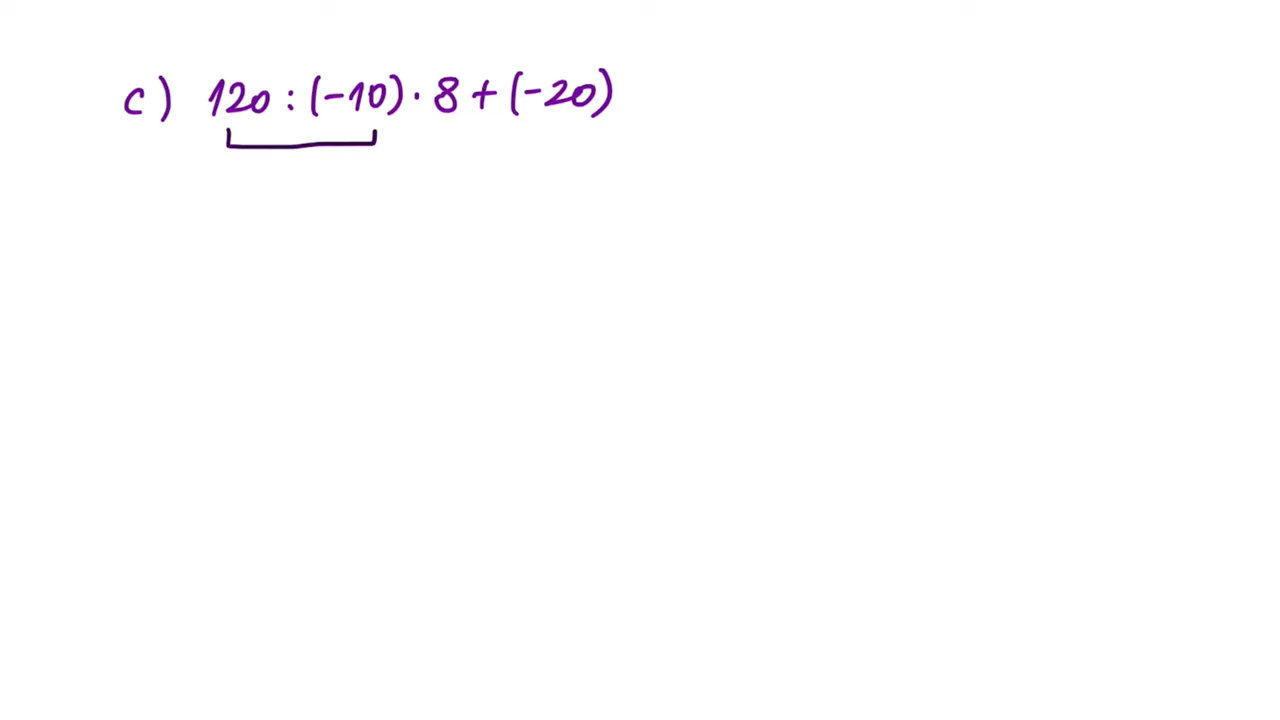 c) 120 : (-10) · 8 + (-20)